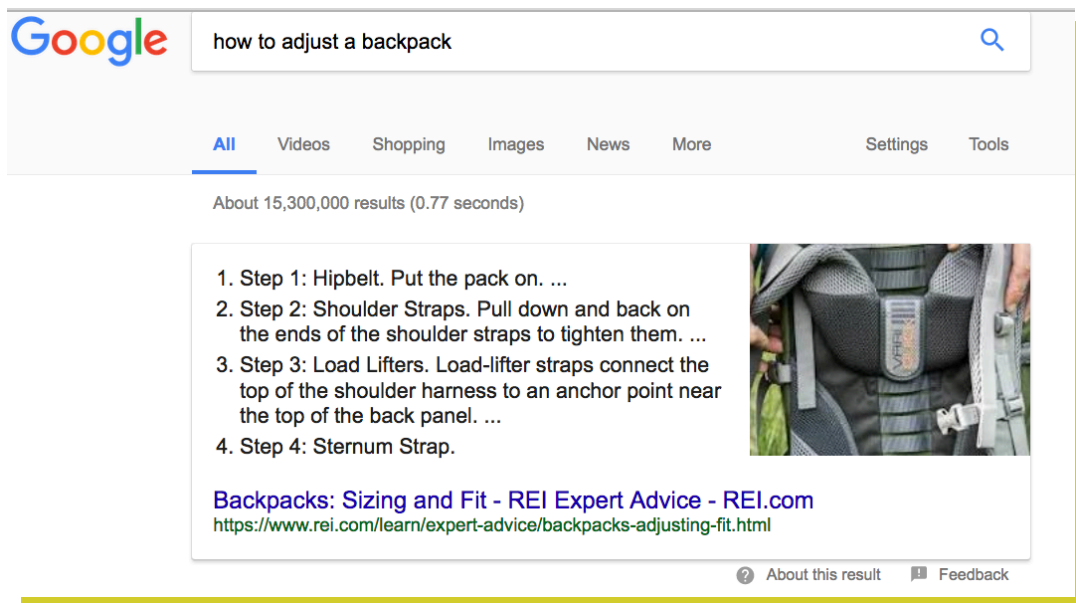 Google
how to adjust a backpack
All Videos Shopping Images News More Settings Tools
About 15,300,000 results (0.77 seconds)
1. Step 1: Hipbelt. Put the pack on. ...
2. Step 2: Shoulder Straps. Pull down and back on
the ends of the shoulder straps to tighten them. ...
3. Step 3: Load Lifters. Load-lifter straps connect the
top of the shoulder harness to an anchor point near
the top of the back panel. ...
4. Step 4: Sternum Strap.
Backpacks: Sizing and Fit - REI Expert Advice - REI.com
https://www.rei.com/learn/expert-advice/backpacks-adjusting-fit.html
About this result Feedback